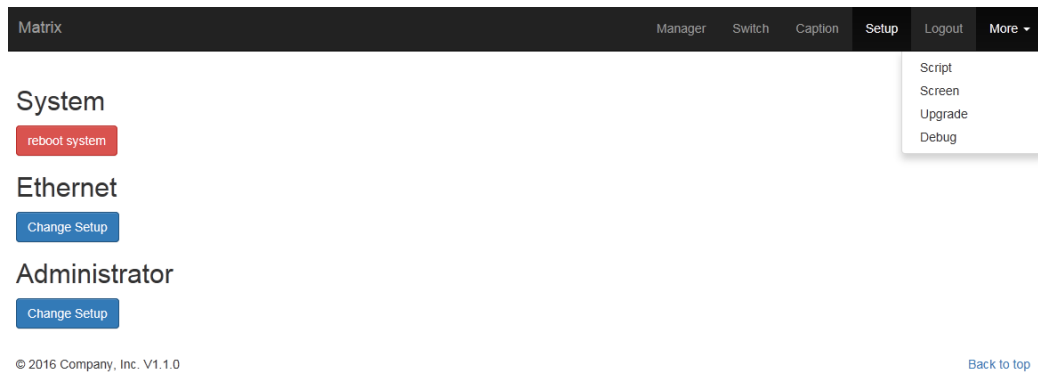 Matrix Manager Switch Caption Setup Logout More
Script
Screen
Upgrade
Debug
System
reboot system
Ethernet
Change Setup
Administrator
Change Setup
© 2016 Company, Inc. V1.1.0 Back to top